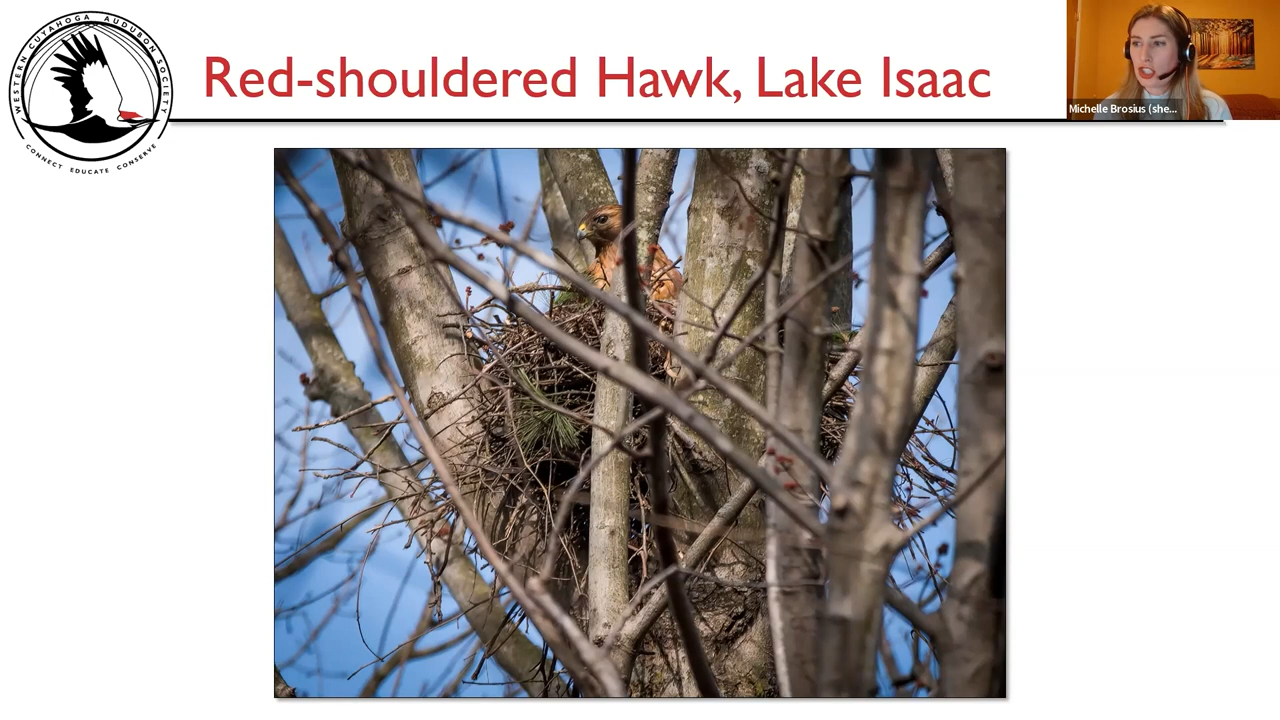 WESTERN CUYAHOGA AUDUBON SOCIETY
CONNECT EDUCATE CONSERVE
Red-shouldered Hawk, Lake Isaac
Michelle Brosius (she...